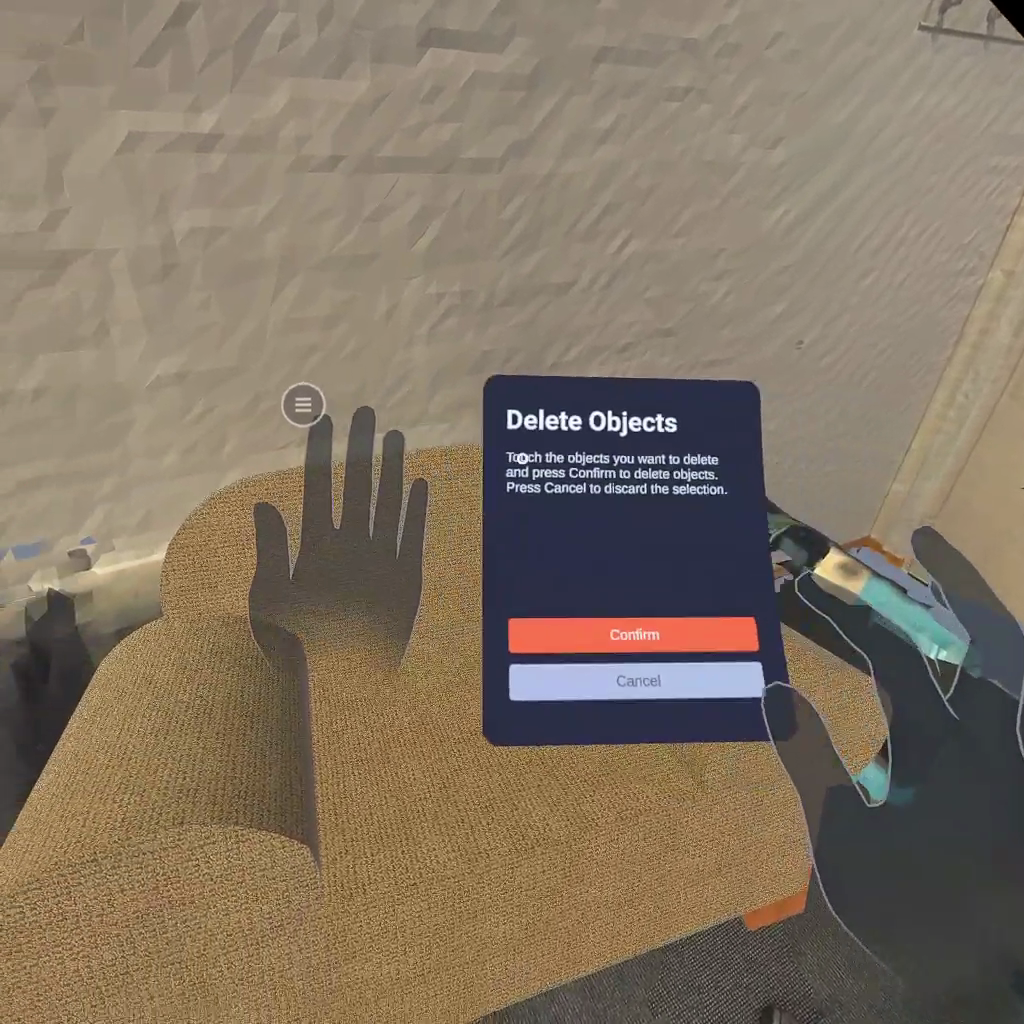 Delete Objects
Touch the objects you want to delete
and press Confirm to delete objects.
Press Cancel to discard the selection.
Confirm
Cancel